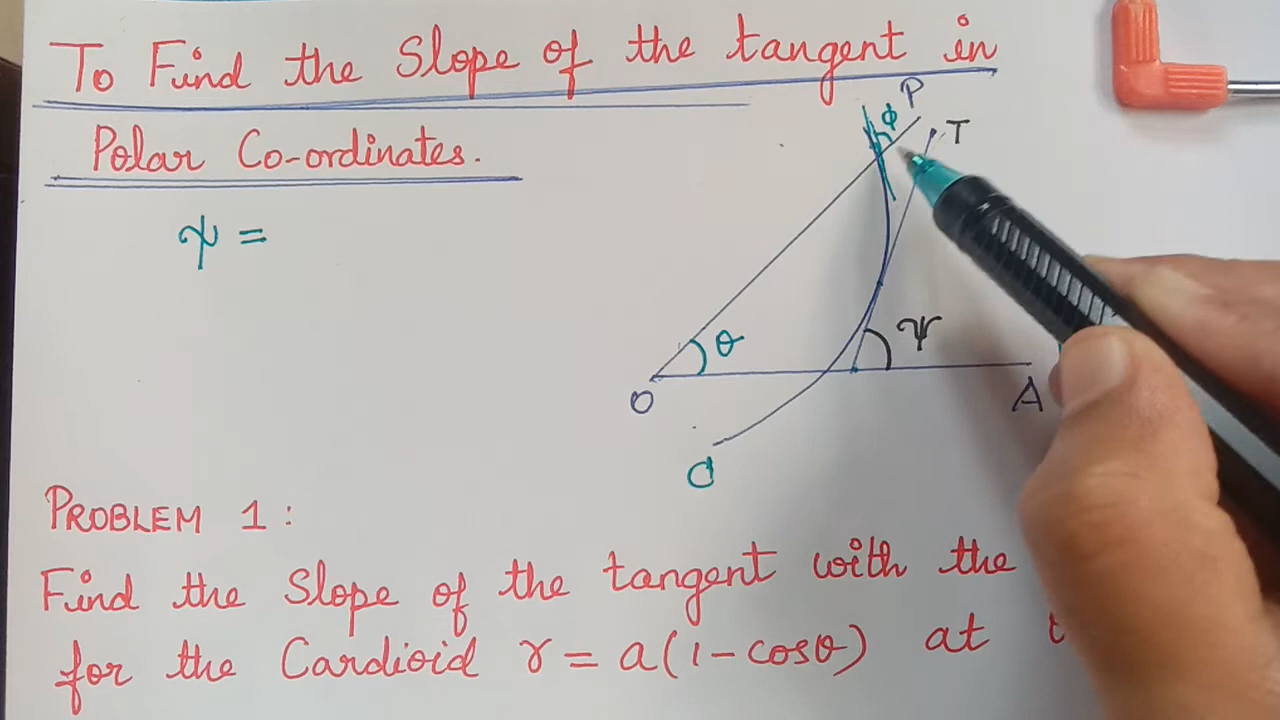 To Find the Slope of the tangent in
Polar Co-ordinates.
P
ϕ
T
ψ =
θ
ψ
O
A
C
PROBLEM 1 :
Find the Slope of the tangent with the
for the Cardioid r = a(1-cosθ) at